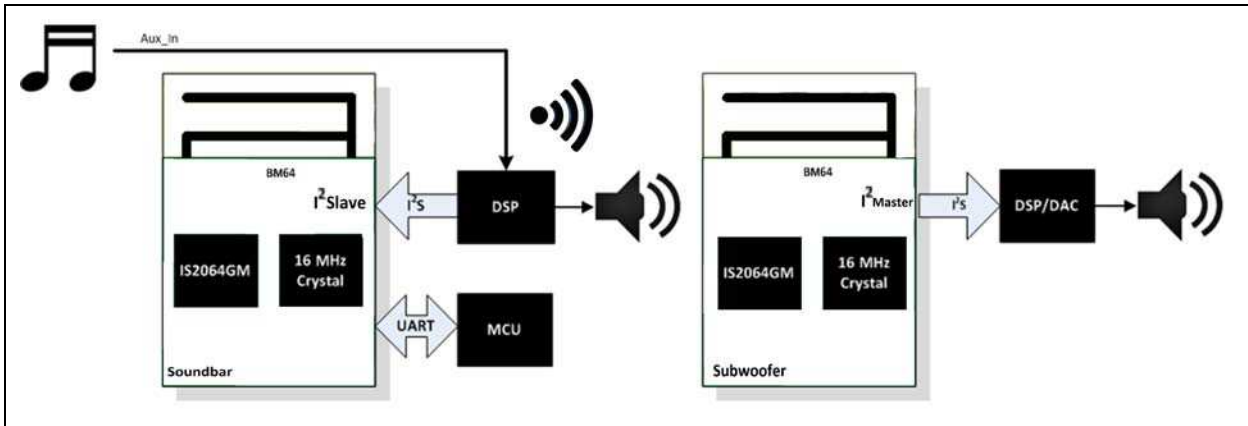 Aux_In
BM64
I²Slave
I²S
DSP
IS2064GM
16 MHz
Crystal
UART
MCU
Soundbar
BM64
I²Master
I²S
DSP/DAC
IS2064GM
16 MHz
Crystal
Subwoofer